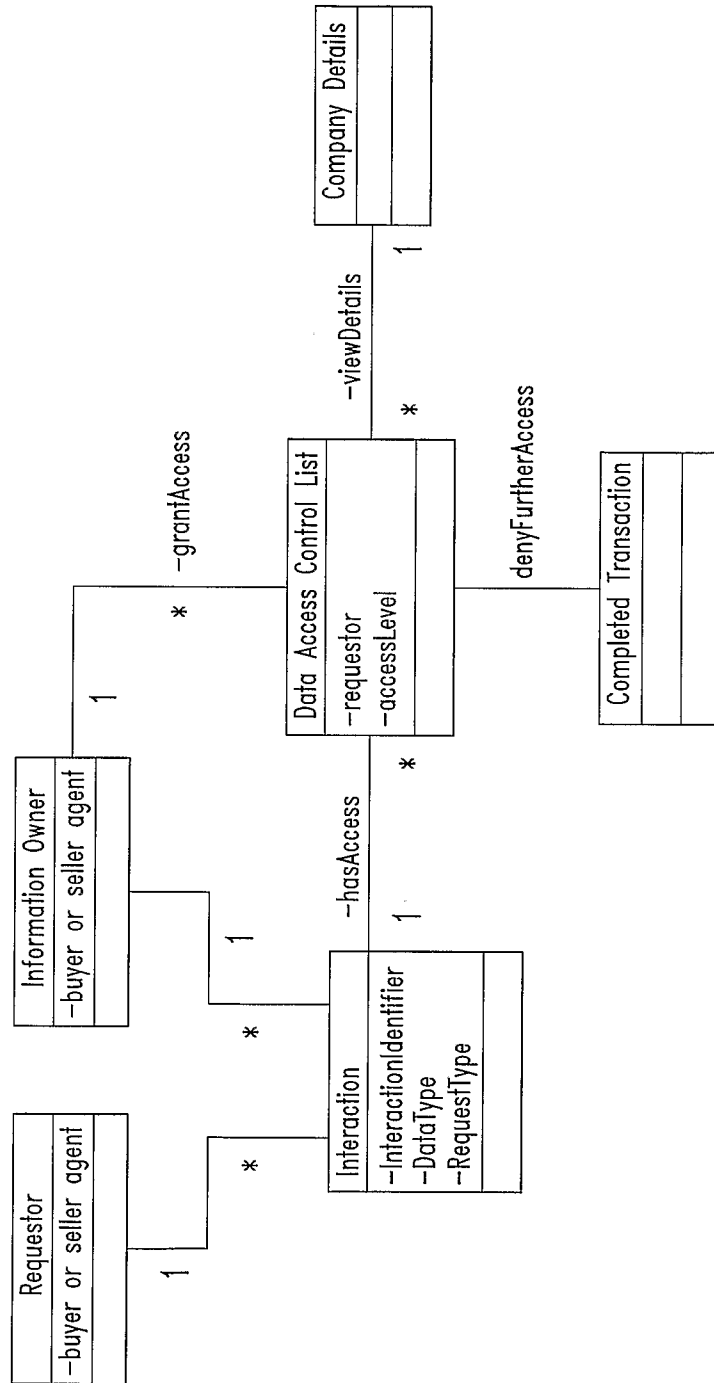 Requestor
–buyer or seller agent
1
*
Information Owner
–buyer or seller agent
1
*
1
–grantAccess
*
Interaction
–InteractionIdentifier
–DataType
–RequestType
1
–hasAccess
*
Data Access Control List
–requestor
–accessLevel
*
–viewDetails
1
Company Details
denyFurtherAccess
Completed Transaction